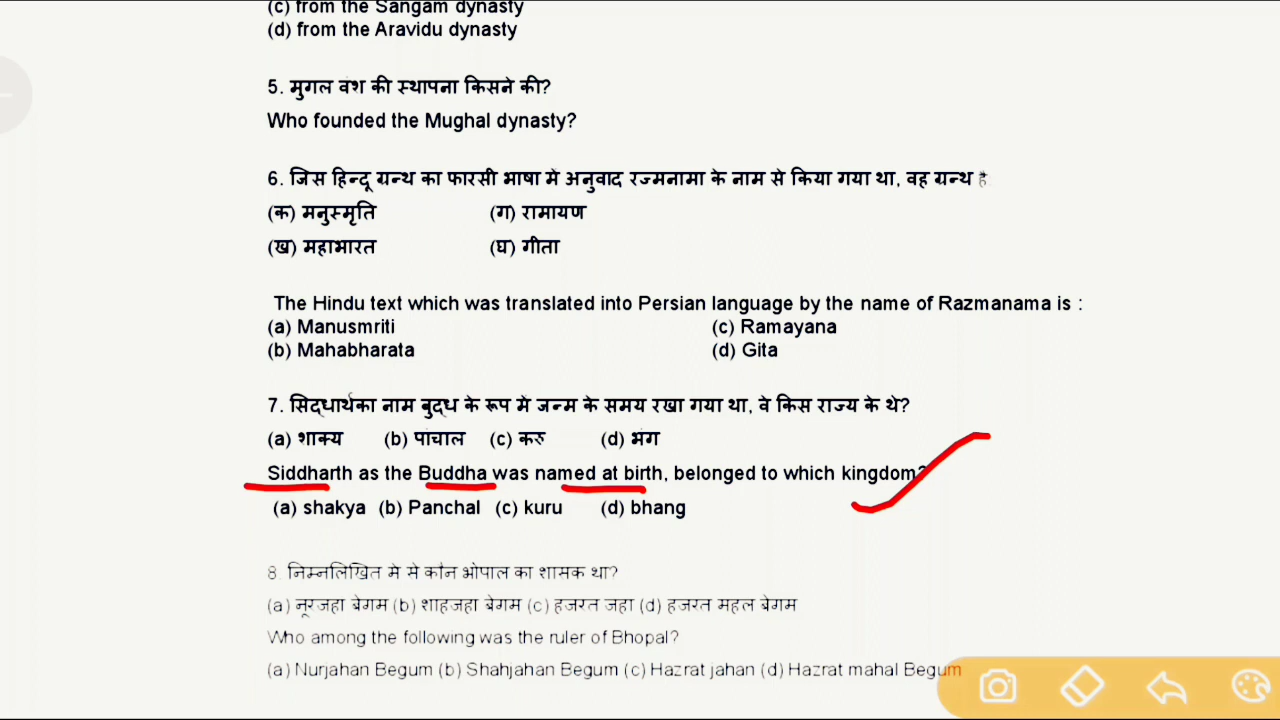 (c) from the Sangam dynasty
(d) from the Aravidu dynasty
5. मुगल वंश की स्थापना किसने की?
Who founded the Mughal dynasty?
6. जिस हिन्दू ग्रन्थ का फारसी भाषा मे अनुवाद रज्मनामा के नाम से किया गया था, वह ग्रन्थ है
(क) मनुस्मृति (ग) रामायण
(ख) महाभारत (घ) गीता
The Hindu text which was translated into Persian language by the name of Razmanama is :
(a) Manusmriti (c) Ramayana
(b) Mahabharata (d) Gita
7. सिद्धार्थका नाम बुद्ध के रूप में जन्म के समय रखा गया था, वे किस राज्य के थे?
(a) शाक्य (b) पांचाल (c) करु (d) भंग
Siddharth as the Buddha was named at birth, belonged to which kingdom?
(a) shakya (b) Panchal (c) kuru (d) bhang
8. निम्नलिखित मे से कौन भोपाल का शासक था?
(a) नूरजहा बेगम (b) शाहजहा बेगम (c) हजरत जहा (d) हजरत महल बेगम
Who among the following was the ruler of Bhopal?
(a) Nurjahan Begum (b) Shahjahan Begum (c) Hazrat jahan (d) Hazrat mahal Begum